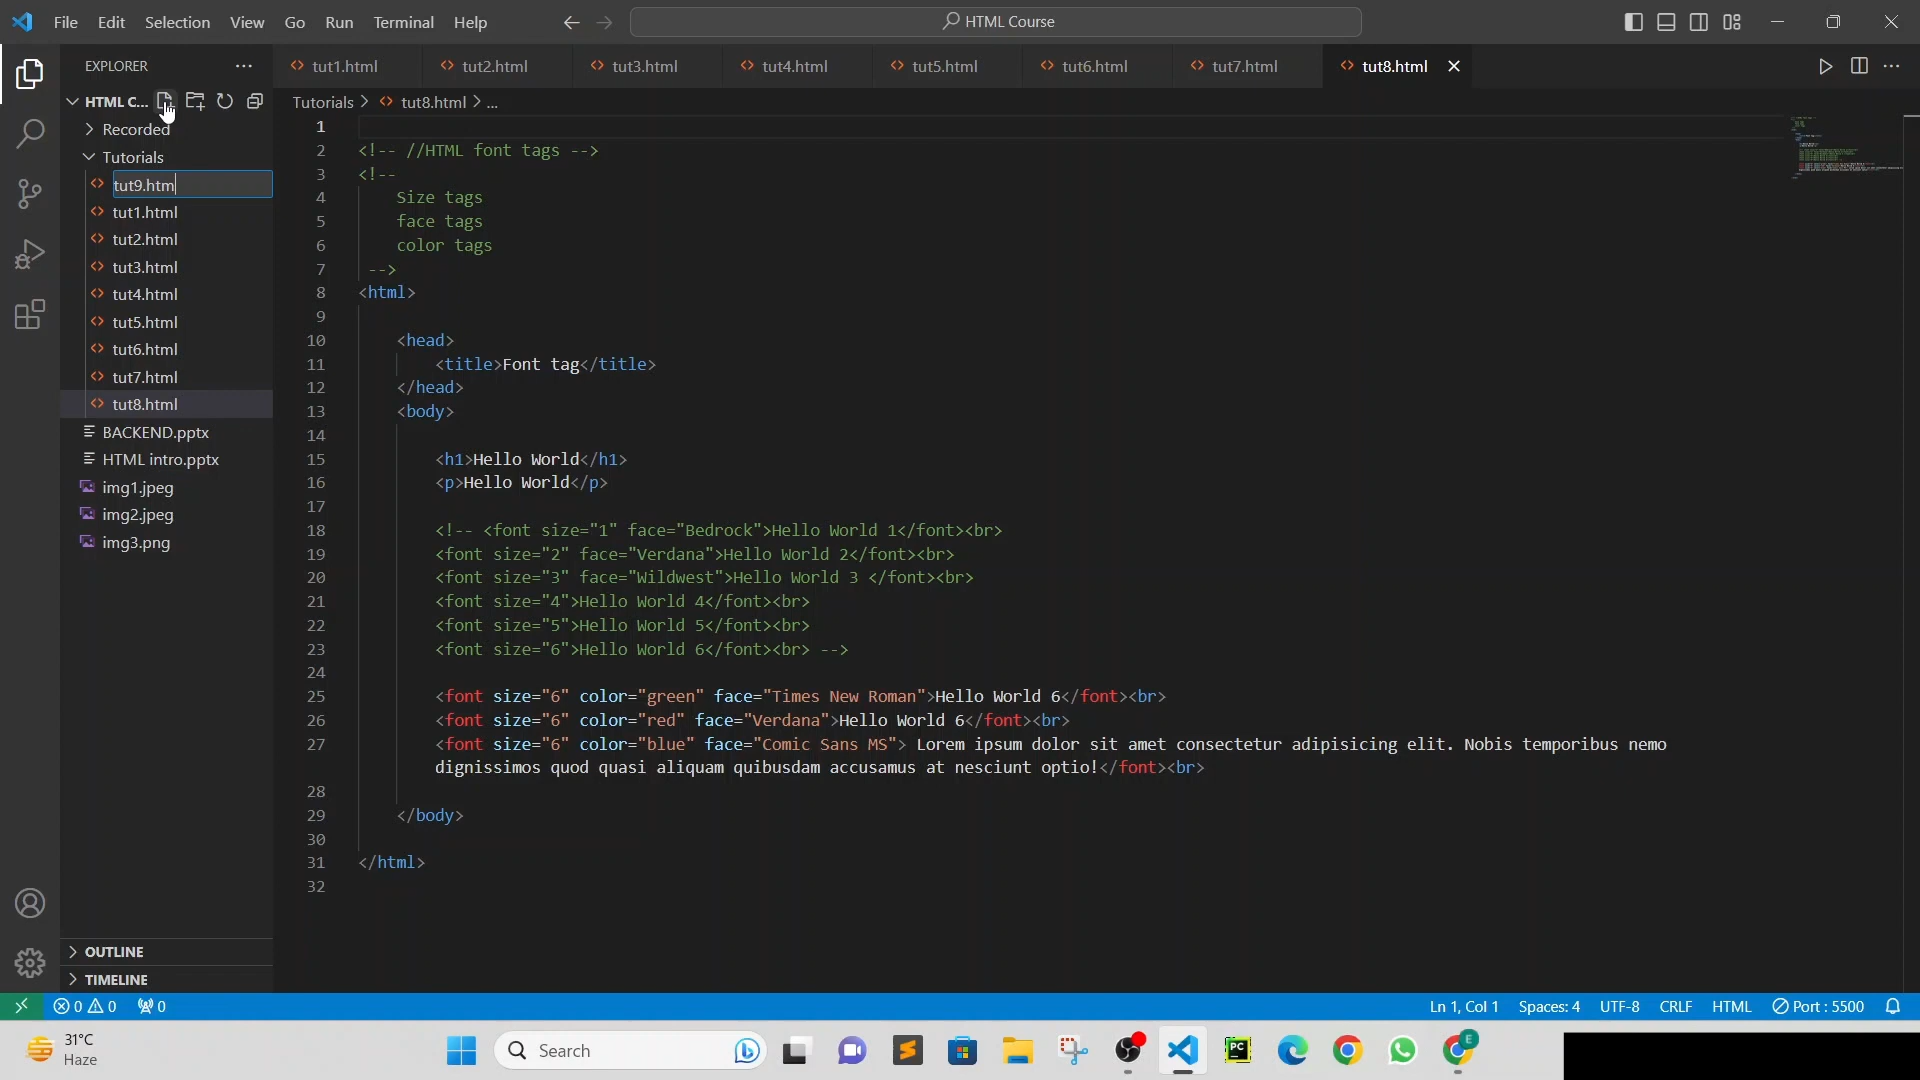 File Edit Selection View Go Run Terminal Help
HTML Course
EXPLORER
tut1.html tut2.html tut3.html tut4.html tut5.html tut6.html tut7.html tut8.html
HTML C...
Tutorials > tut8.html > ...
Recorded
Tutorials
tut9.htm
tut1.html
tut2.html
tut3.html
tut4.html
tut5.html
tut6.html
tut7.html
tut8.html
BACKEND.pptx
HTML intro.pptx
img1.jpeg
img2.jpeg
img3.png
OUTLINE
TIMELINE
1
2 <!-- //HTML font tags -->
3 <!--
4 Size tags
5 face tags
6 color tags
7 -->
8 <html>
9
10 <head>
11 <title>Font tag</title>
12 </head>
13 <body>
14
15 <h1>Hello World</h1>
16 <p>Hello World</p>
17
18 <!-- <font size="1" face="Bedrock">Hello World 1</font><br>
19 <font size="2" face="Verdana">Hello World 2</font><br>
20 <font size="3" face="Wildwest">Hello World 3 </font><br>
21 <font size="4">Hello World 4</font><br>
22 <font size="5">Hello World 5</font><br>
23 <font size="6">Hello World 6</font><br> -->
24
25 <font size="6" color="green" face="Times New Roman">Hello World 6</font><br>
26 <font size="6" color="red" face="Verdana">Hello World 6</font><br>
27 <font size="6" color="blue" face="Comic Sans MS"> Lorem ipsum dolor sit amet consectetur adipisicing elit. Nobis temporibus nemo
dignissimos quod quasi aliquam quibusdam accusamus at nesciunt optio!</font><br>
28
29 </body>
30
31 </html>
32
0 0 0 Ln 1, Col 1 Spaces: 4 UTF-8 CRLF HTML Port : 5500
31°C
Haze
Search
PC
E